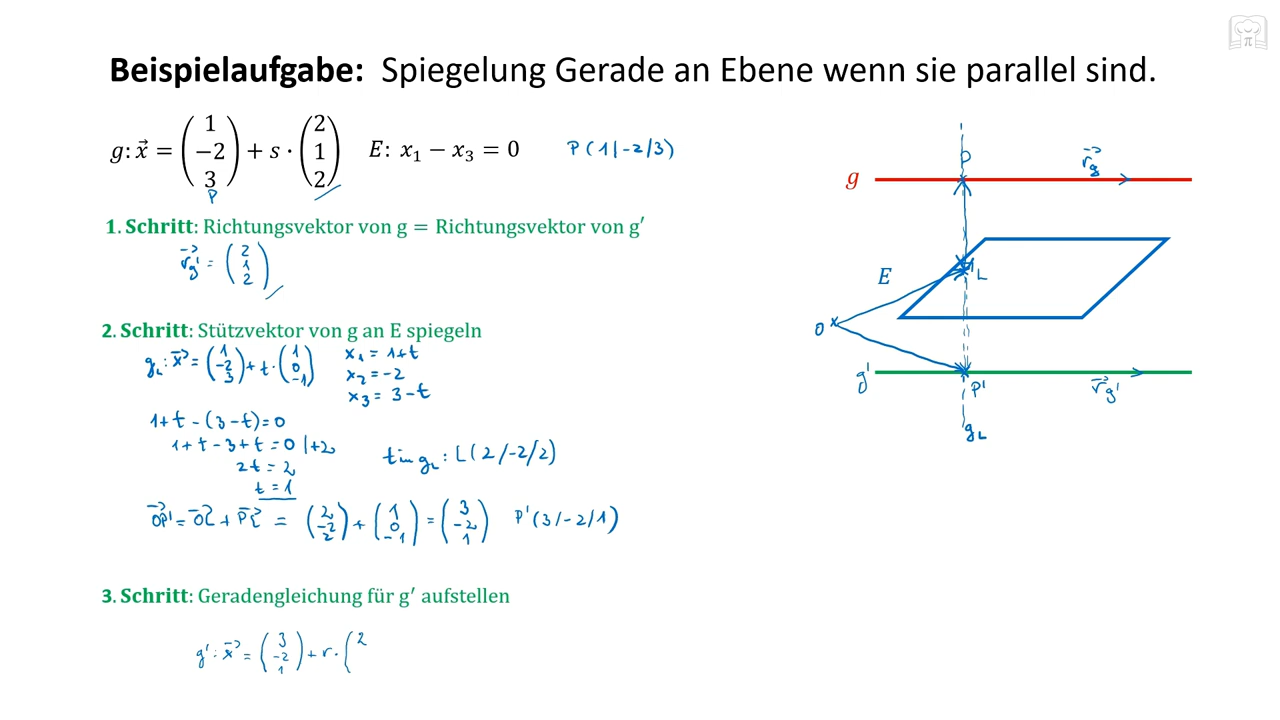 Beispielaufgabe: Spiegelung Gerade an Ebene wenn sie parallel sind.
g: x⃗ = (1 −2 3) + s · (2 1 2) E: x₁ − x₃ = 0 P(1|-2/3)
P
1. Schritt: Richtungsvektor von g = Richtungsvektor von g′
r⃗g' = (2 1 2)
2. Schritt: Stützvektor von g an E spiegeln
gL: x⃗ = (1 -2 3) + t · (1 0 -1)
x₁ = 1+t
x₂ = -2
x₃ = 3-t
1+t-(3-t)=0
1+t-3+t=0 |+2
2t=2
t=1
t in gL: L(2/-2/2)
OP⃗' = OL⃗ + PL⃗ = (2 -2 2) + (1 0 -1) = (3 -2 1) P'(3/-2/1)
3. Schritt: Geradengleichung für g′ aufstellen
g': x⃗ = (3 -2 1) + r · (2
P
r⃗g
g
E
L
O
g'
P'
r⃗g'
gL
π